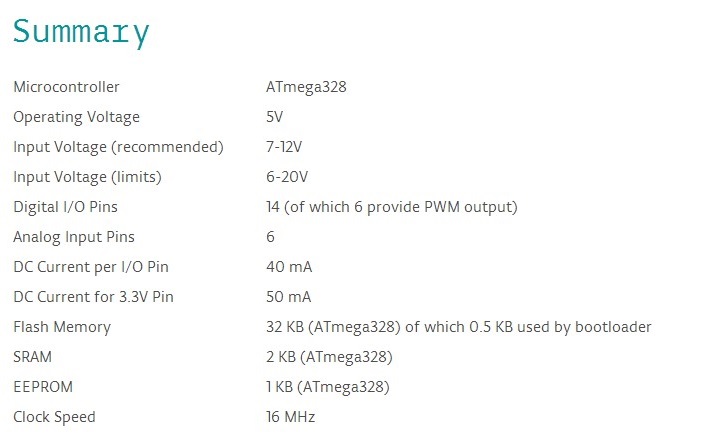 Summary
Microcontroller ATmega328
Operating Voltage 5V
Input Voltage (recommended) 7-12V
Input Voltage (limits) 6-20V
Digital I/O Pins 14 (of which 6 provide PWM output)
Analog Input Pins 6
DC Current per I/O Pin 40 mA
DC Current for 3.3V Pin 50 mA
Flash Memory 32 KB (ATmega328) of which 0.5 KB used by bootloader
SRAM 2 KB (ATmega328)
EEPROM 1 KB (ATmega328)
Clock Speed 16 MHz